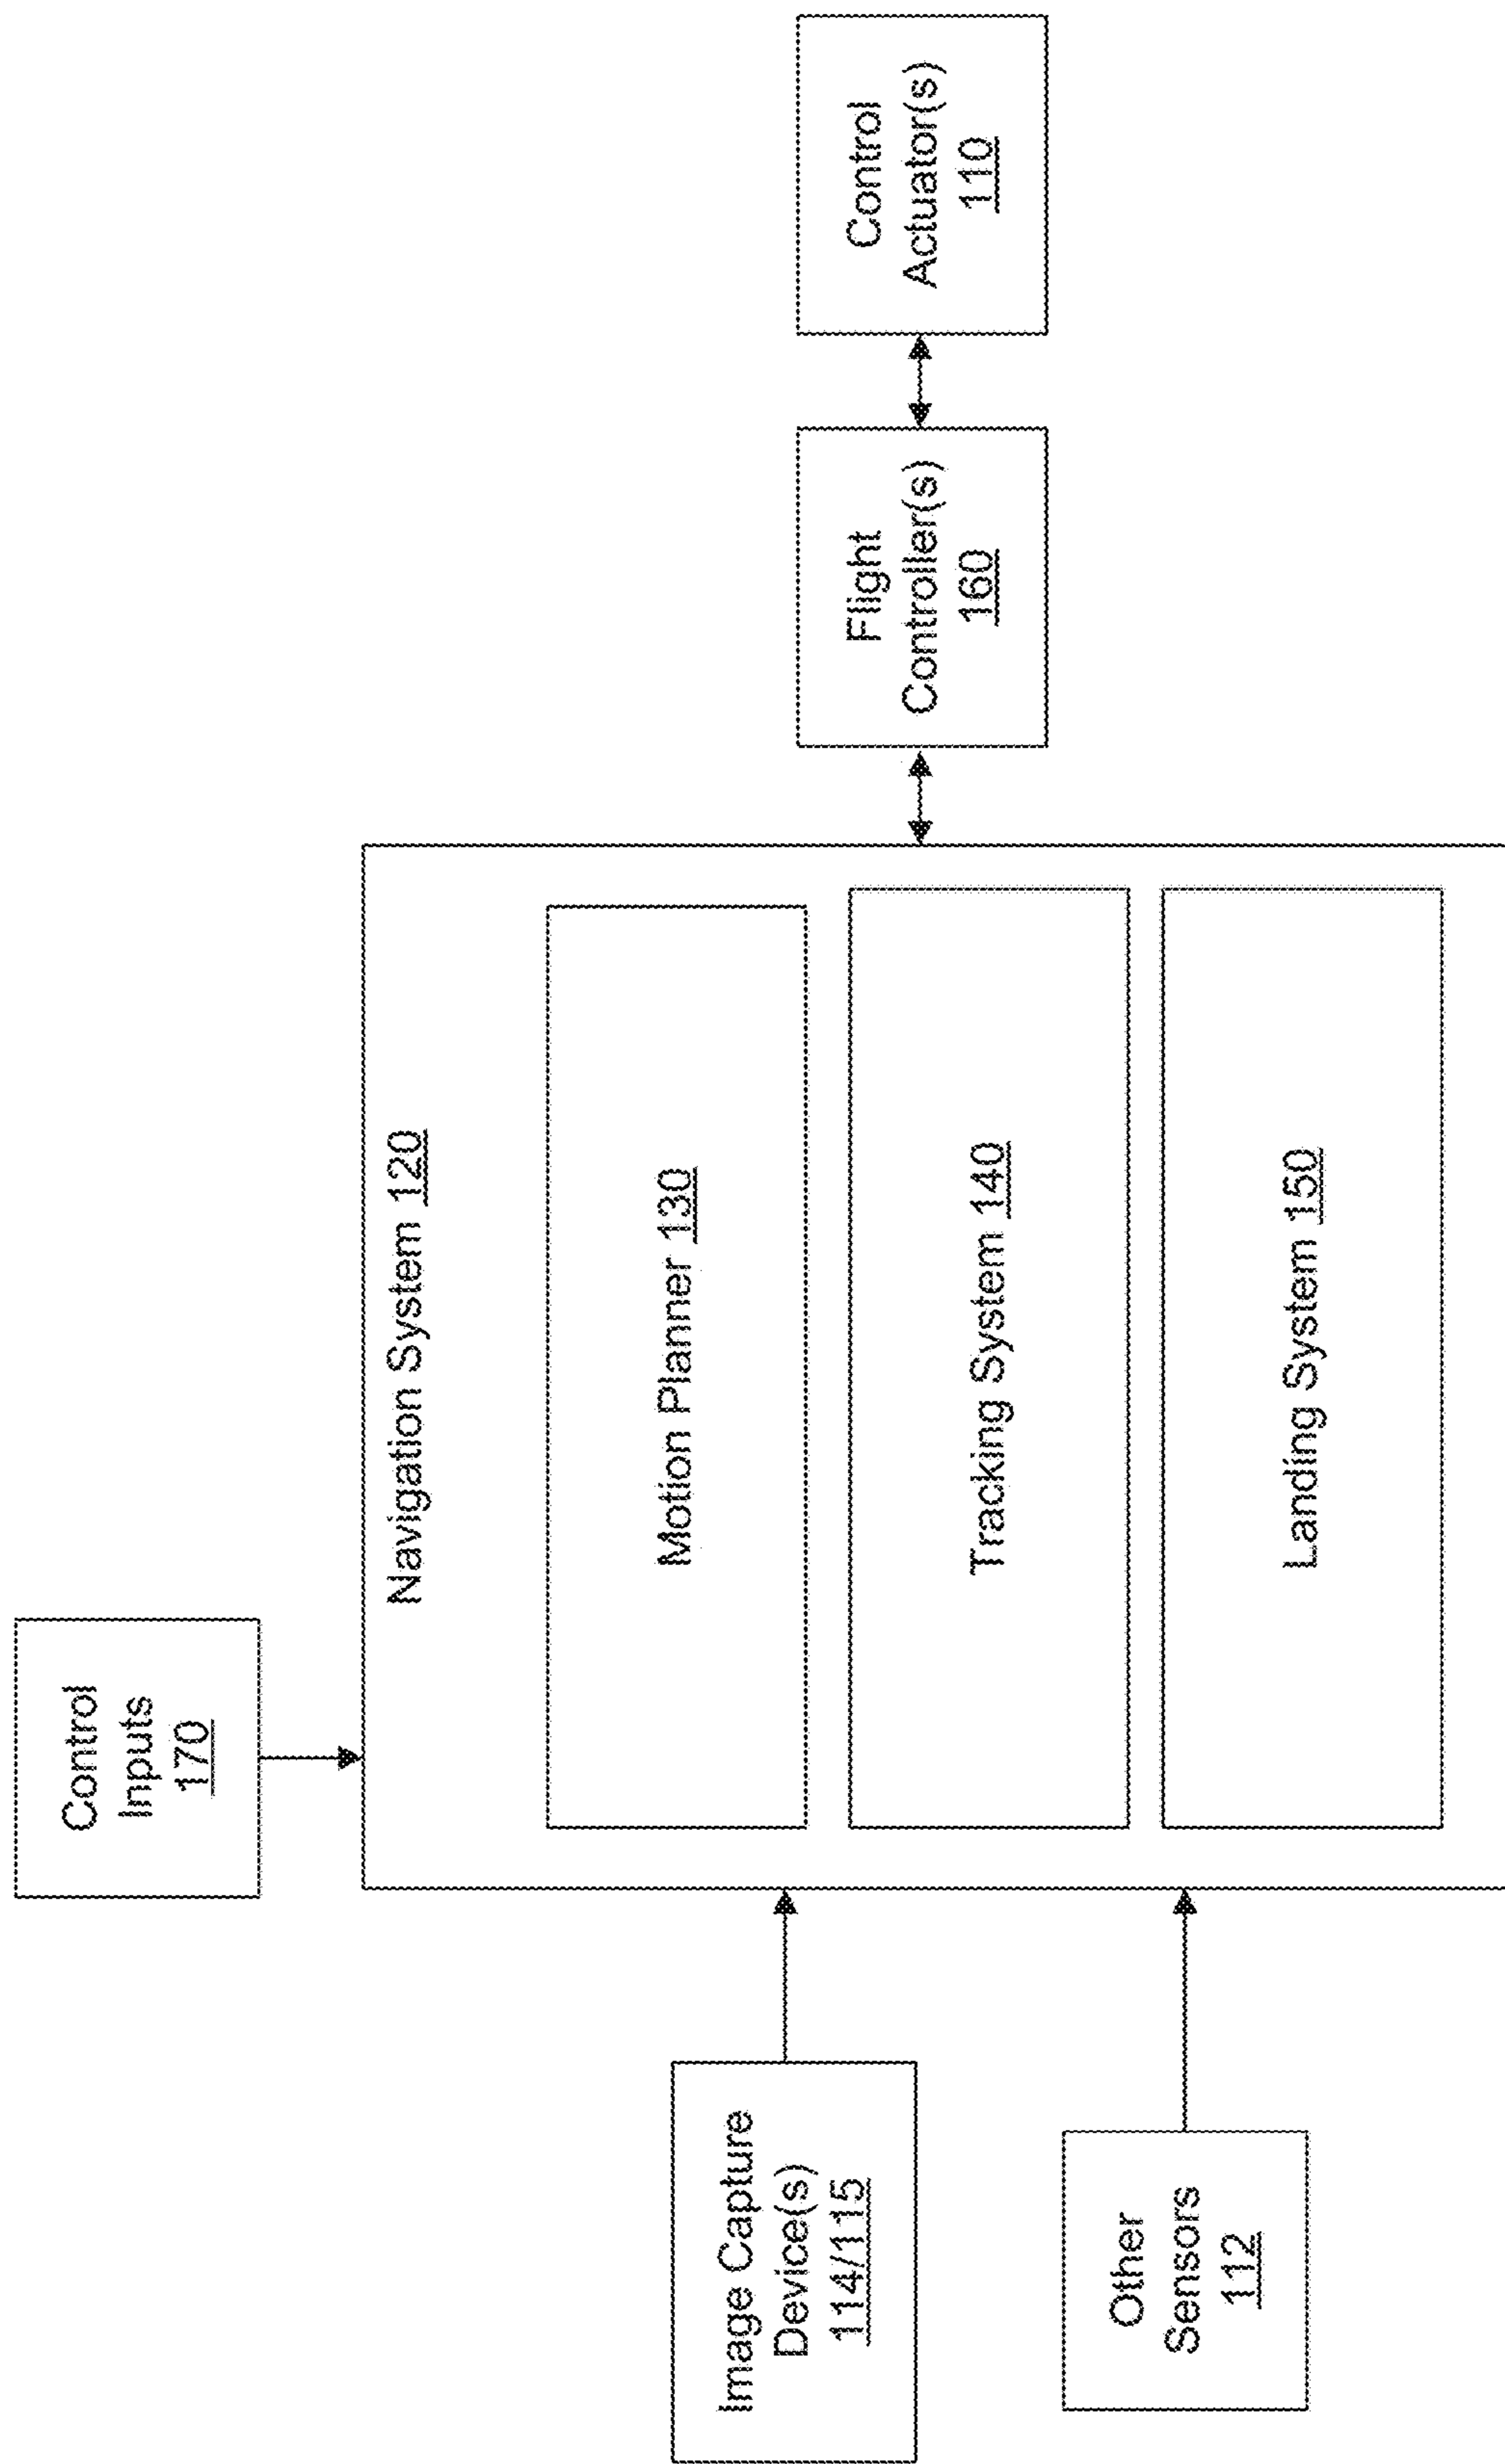 Control
Inputs
170
Navigation System 120
Motion Planner 130
Tracking System 140
Landing System 150
Image Capture
Device(s)
114/115
Other
Sensors
112
Flight
Controller(s)
160
Control
Actuator(s)
110